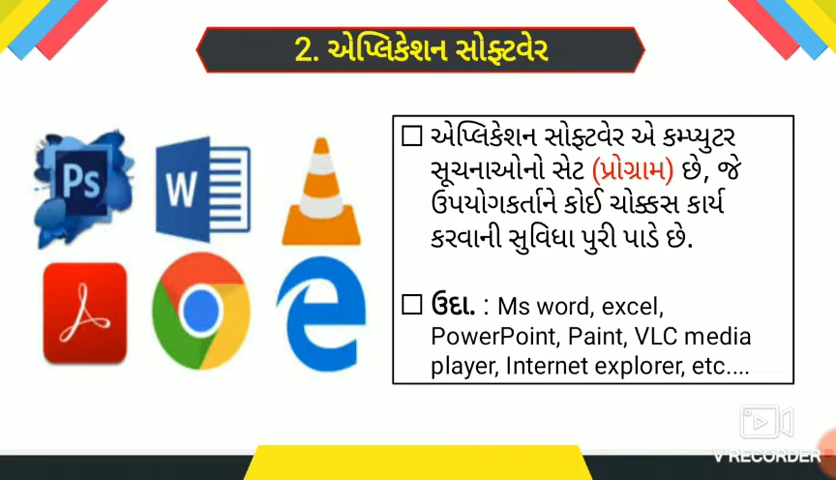 2. એપ્લિકેશન સોફ્ટવેર
Ps
W
□ એપ્લિકેશન સોફ્ટવેર એ કમ્પ્યુટર
સૂચનાઓનો સેટ (પ્રોગ્રામ) છે, જે
ઉપયોગકર્તાને કોઈ ચોક્કસ કાર્ય
કરવાની સુવિધા પુરી પાડે છે.
□ ઉદા. : Ms word, excel,
PowerPoint, Paint, VLC media
player, Internet explorer, etc....
V RECORDER